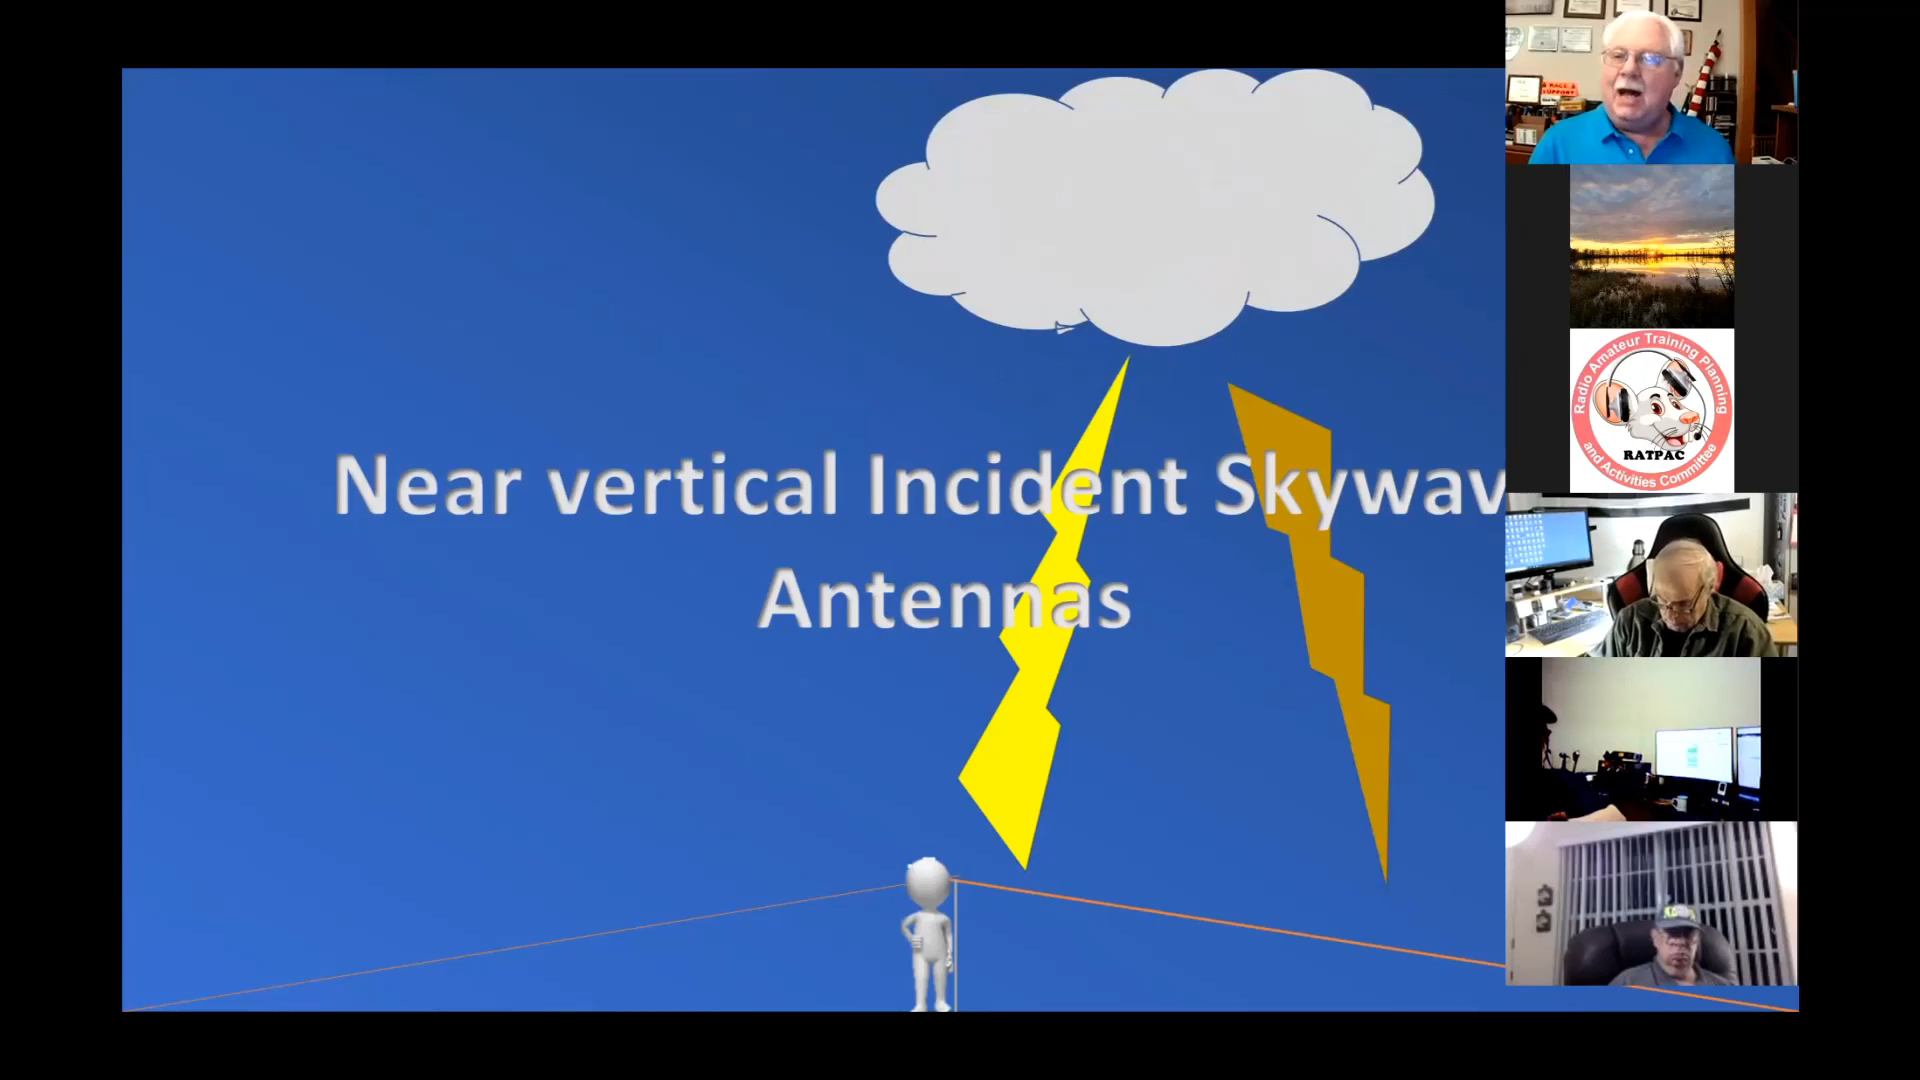 Near vertical Incident Skywav
Antennas
Radio Amateur Training Planning
and Activities Committee
RATPAC